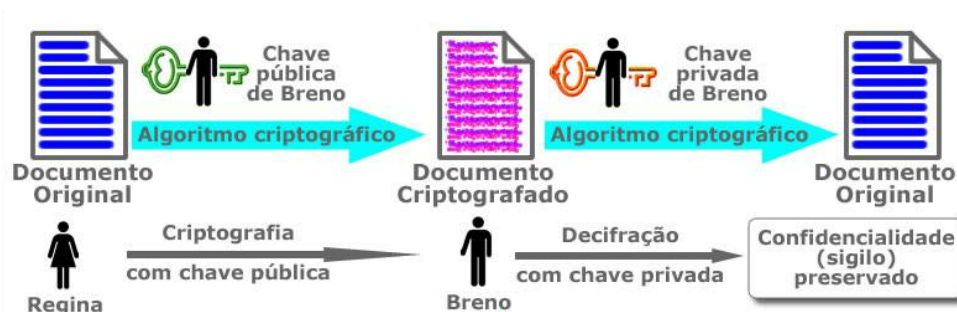 Chave
pública
de Breno
Algoritmo criptográfico
Chave
privada
de Breno
Algoritmo criptográfico
Documento
Original
Documento
Criptografado
Documento
Original
Criptografia
com chave pública
Decifração
com chave privada
Confidencialidade
(sigilo)
preservado
Regina
Breno